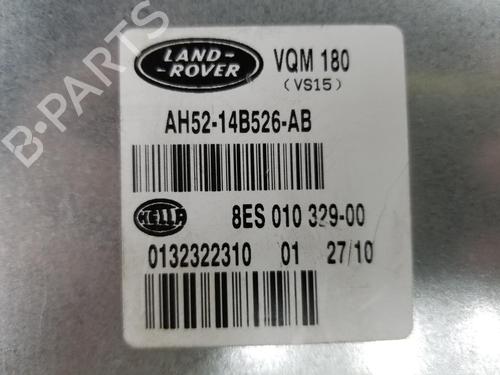 LAND-
ROVER
VQM 180
(VS15)
AH52-14B526-AB
HELLA
8ES 010 329-00
0132322310 01 27/10
B-PARTS